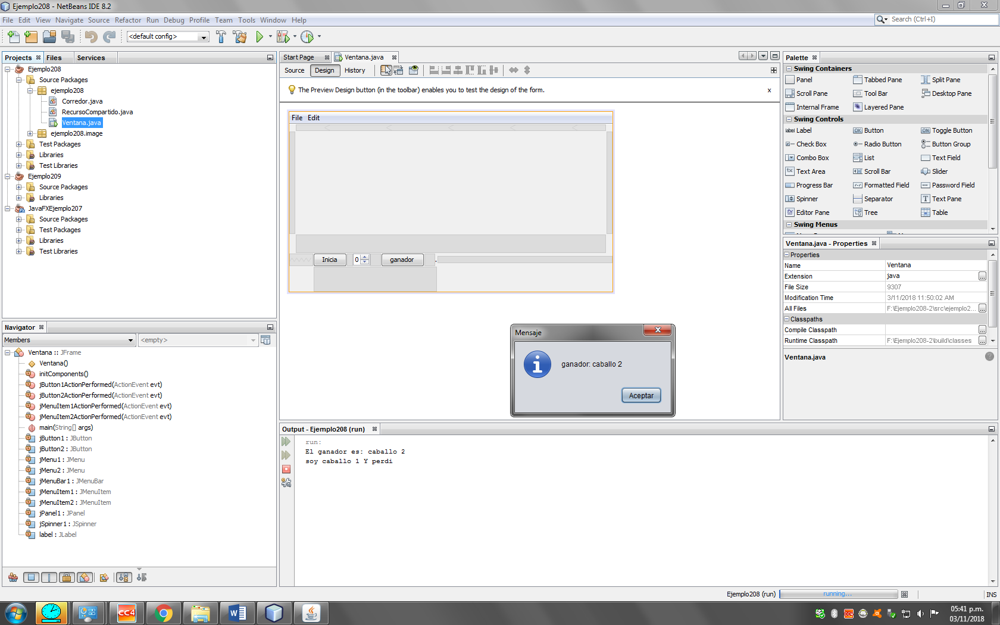 Ejemplo208 - NetBeans IDE 8.2
File Edit View Navigate Source Refactor Run Debug Profile Team Tools Window Help
Search (Ctrl+I)
<default config>
Projects Files Services
Ejemplo208
Source Packages
ejemplo208
Corredor.java
RecursoCompartido.java
Ventana.java
ejemplo208.image
Test Packages
Libraries
Test Libraries
Ejemplo209
Source Packages
Libraries
JavaFXEjemplo207
Source Packages
Test Packages
Libraries
Test Libraries
Navigator
Members
<empty>
Ventana :: JFrame
Ventana()
initComponents()
jButton1ActionPerformed(ActionEvent evt)
jButton2ActionPerformed(ActionEvent evt)
jMenuItem1ActionPerformed(ActionEvent evt)
jMenuItem2ActionPerformed(ActionEvent evt)
main(String[] args)
jButton1 : JButton
jButton2 : JButton
jMenu1 : JMenu
jMenu2 : JMenu
jMenuBar1 : JMenuBar
jMenuItem1 : JMenuItem
jMenuItem2 : JMenuItem
jPanel1 : JPanel
jSpinner1 : JSpinner
label : JLabel
Start Page Ventana.java
Source Design History
The Preview Design button (in the toolbar) enables you to test the design of the form.
x
File Edit
Inicia 0 ganador .
Mensaje
ganador: caballo 2
Aceptar
Output - Ejemplo208 (run)
run:
El ganador es: caballo 2
soy caballo 1 Y perdi
Palette
Swing Containers
Panel Tabbed Pane Split Pane
Scroll Pane Tool Bar Desktop Pane
Internal Frame Layered Pane
Swing Controls
Label Button Toggle Button
Check Box Radio Button Button Group
Combo Box List Text Field
Text Area Scroll Bar Slider
Progress Bar Formatted Field Password Field
Spinner Separator Text Pane
Editor Pane Tree Table
Swing Menus
Ventana.java - Properties
Properties
Name Ventana
Extension java
File Size 9307
Modification Time 3/11/2018 11:50:02 AM
All Files F:\Ejemplo208-2\src\ejemplo2...
Classpaths
Compile Classpath
Runtime Classpath F:\Ejemplo208-2\build\classes
Ventana.java
Ejemplo208 (run) running... INS
CC4
05:41 p.m.
03/11/2018